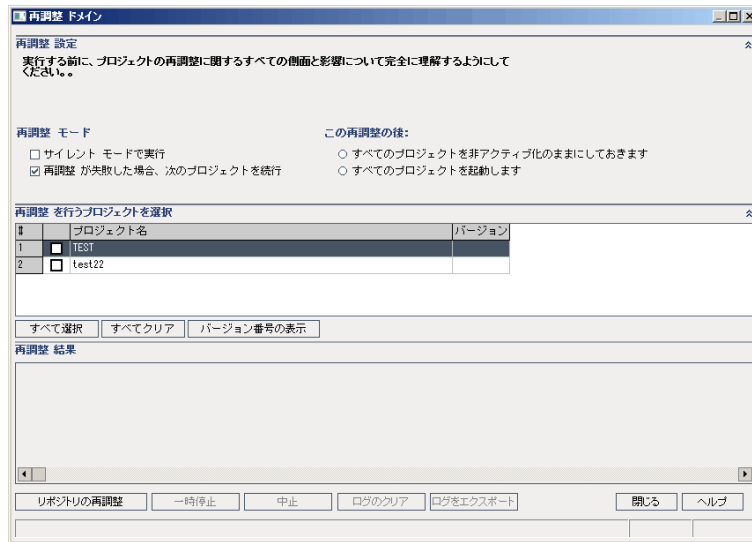 再調整 ドメイン
再調整 設定
実行する前に、プロジェクトの再調整に関するすべての側面と影響について完全に理解するようにして
ください。。
再調整 モード
この再調整の後:
サイレント モードで実行
すべてのプロジェクトを非アクティブ化のままにしておきます
再調整 が失敗した場合、次のプロジェクトを続行
すべてのプロジェクトを起動します
再調整 を行うプロジェクトを選択
# プロジェクト名 バージョン
1 TEST
2 test22
すべて選択 すべてクリア バージョン番号の表示
再調整 結果
リポジトリの再調整 一時停止 中止 ログのクリア ログをエクスポート 閉じる ヘルプ